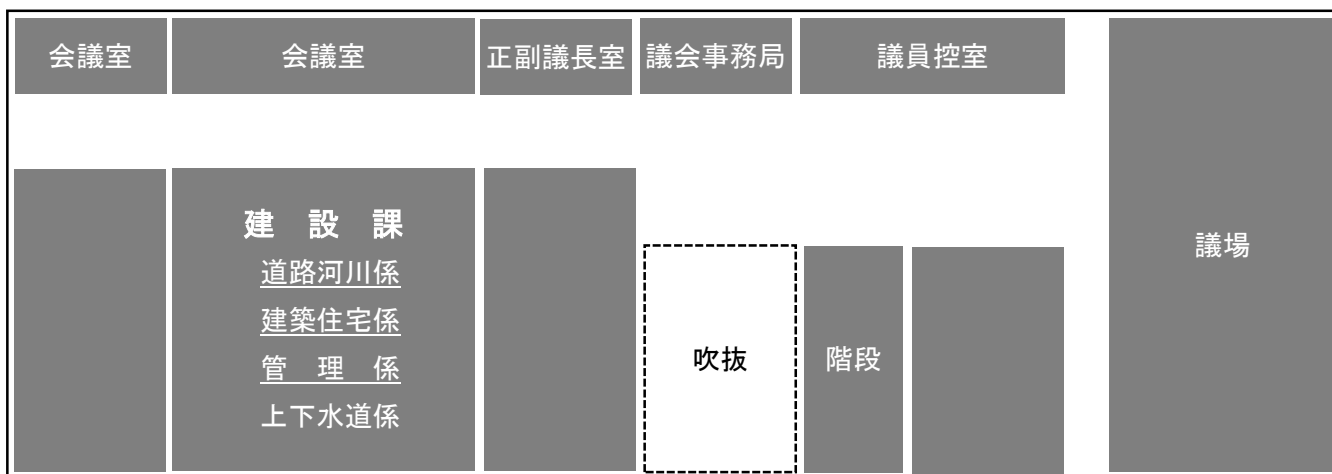 会議室
会議室
正副議長室
議会事務局
議員控室
議場
建　設　課
道路河川係
建築住宅係
管　理　係
上下水道係
吹抜
階段